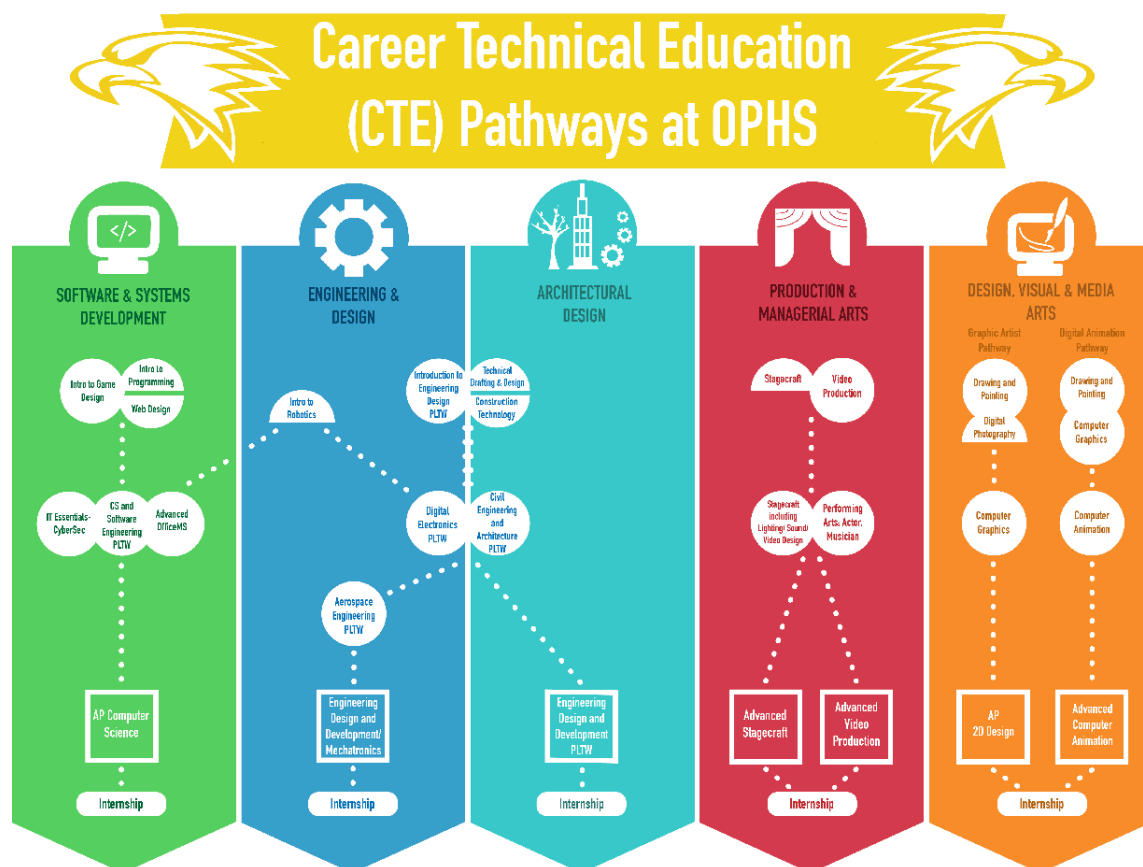 Career Technical Education
(CTE) Pathways at OPHS
</>
SOFTWARE & SYSTEMS
DEVELOPMENT
Intro to Game
Design
Intro to
Programming
Web Design
IT Essentials-
CyberSec
CS and
Software
Engineering
PLTW
Advanced
OfficeMS
AP Computer
Science
Internship
ENGINEERING &
DESIGN
Intro to
Robotics
Introduction to
Engineering
Design
PLTW
Technical
Drafting & Design
Construction
Technology
Digital
Electronics
PLTW
Civil
Engineering
and
Architecture
PLTW
Aerospace
Engineering
PLTW
Engineering
Design and
Development/
Mechatronics
Internship
ARCHITECTURAL
DESIGN
Engineering
Design and
Development
PLTW
Internship
PRODUCTION &
MANAGERIAL ARTS
Stagecraft
Video
Production
Stagecraft
including
Lighting/ Sound/
Video Design
Performing
Arts: Actor,
Musician
Advanced
Stagecraft
Advanced
Video
Production
Internship
DESIGN, VISUAL & MEDIA
ARTS
Graphic Artist
Pathway
Drawing and
Painting
Digital
Photography
Computer
Graphics
AP
2D Design
Digital Animation
Pathway
Drawing and
Painting
Computer
Graphics
Computer
Animation
Advanced
Computer
Animation
Internship